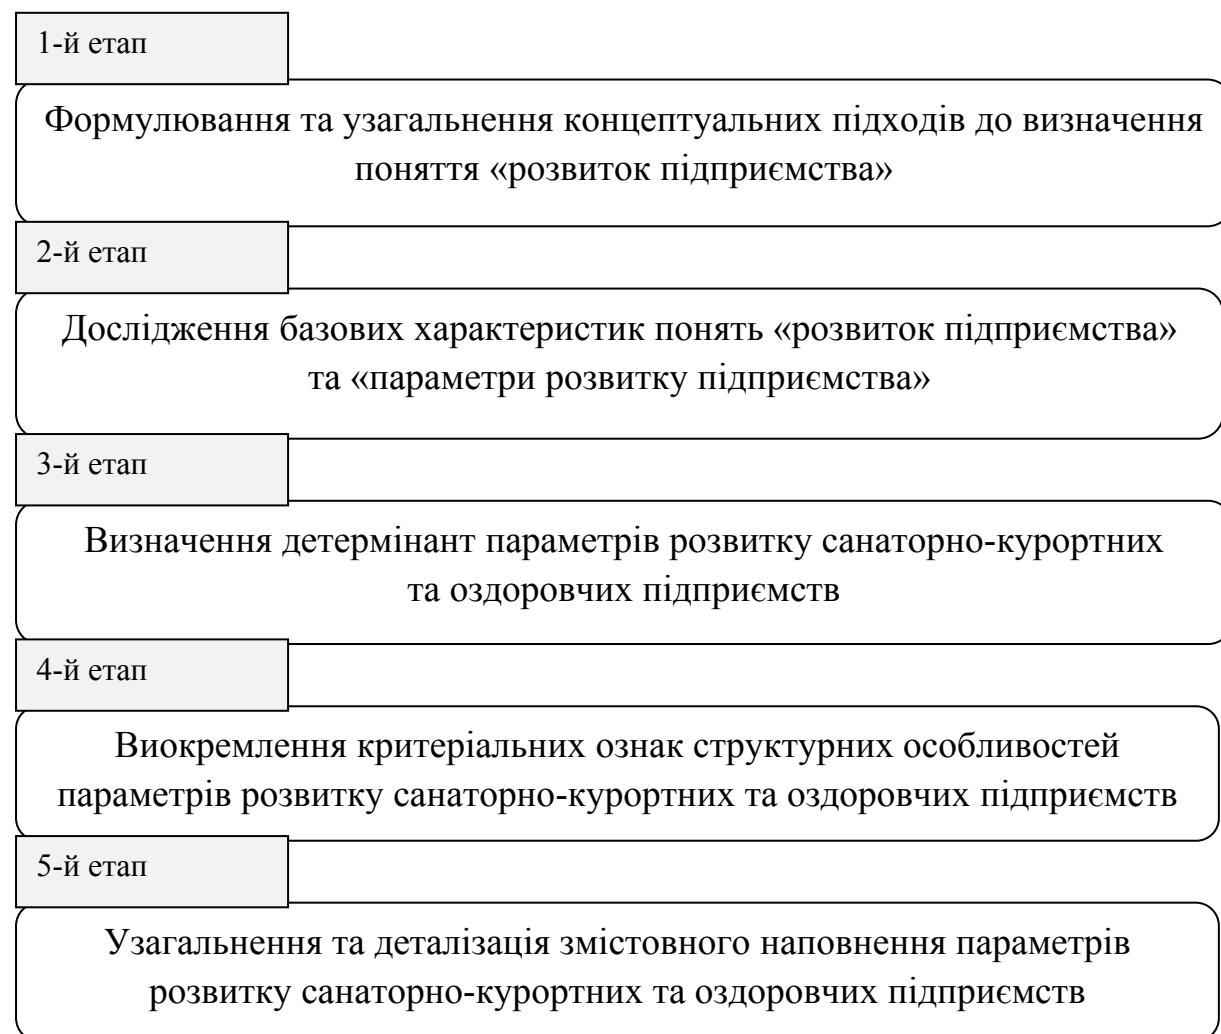 1-й етап
Формулювання та узагальнення концептуальних підходів до визначення
поняття «розвиток підприємства»
2-й етап
Дослідження базових характеристик понять «розвиток підприємства»
та «параметри розвитку підприємства»
3-й етап
Визначення детермінант параметрів розвитку санаторно-курортних
та оздоровчих підприємств
4-й етап
Виокремлення критеріальних ознак структурних особливостей
параметрів розвитку санаторно-курортних та оздоровчих підприємств
5-й етап
Узагальнення та деталізація змістовного наповнення параметрів
розвитку санаторно-курортних та оздоровчих підприємств